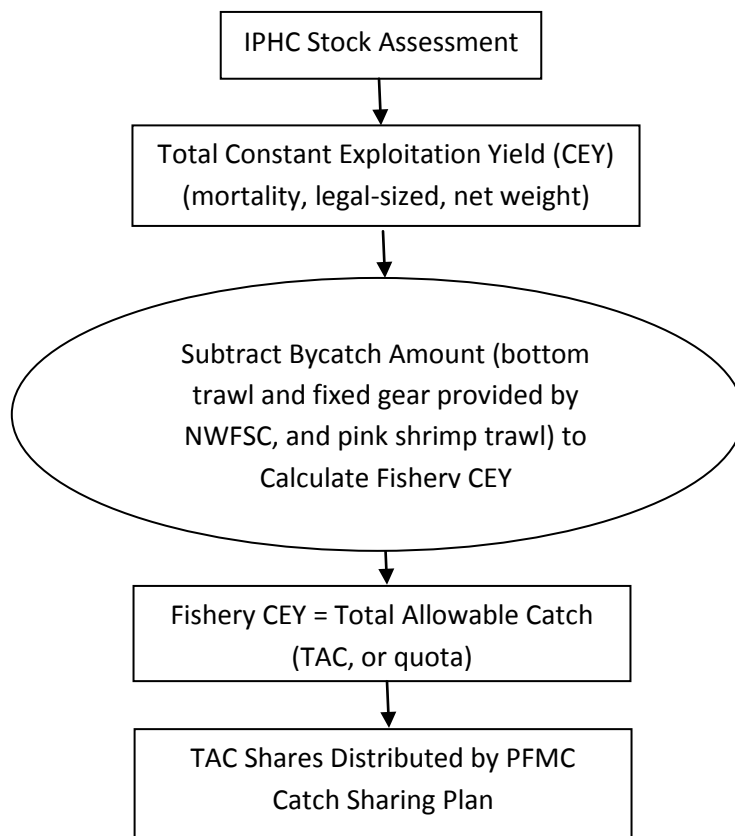 IPHC Stock Assessment
Total Constant Exploitation Yield (CEY)
(mortality, legal-sized, net weight)
Subtract Bycatch Amount (bottom
trawl and fixed gear provided by
NWFSC, and pink shrimp trawl) to
Calculate Fishery CEY
Fishery CEY = Total Allowable Catch
(TAC, or quota)
TAC Shares Distributed by PFMC
Catch Sharing Plan